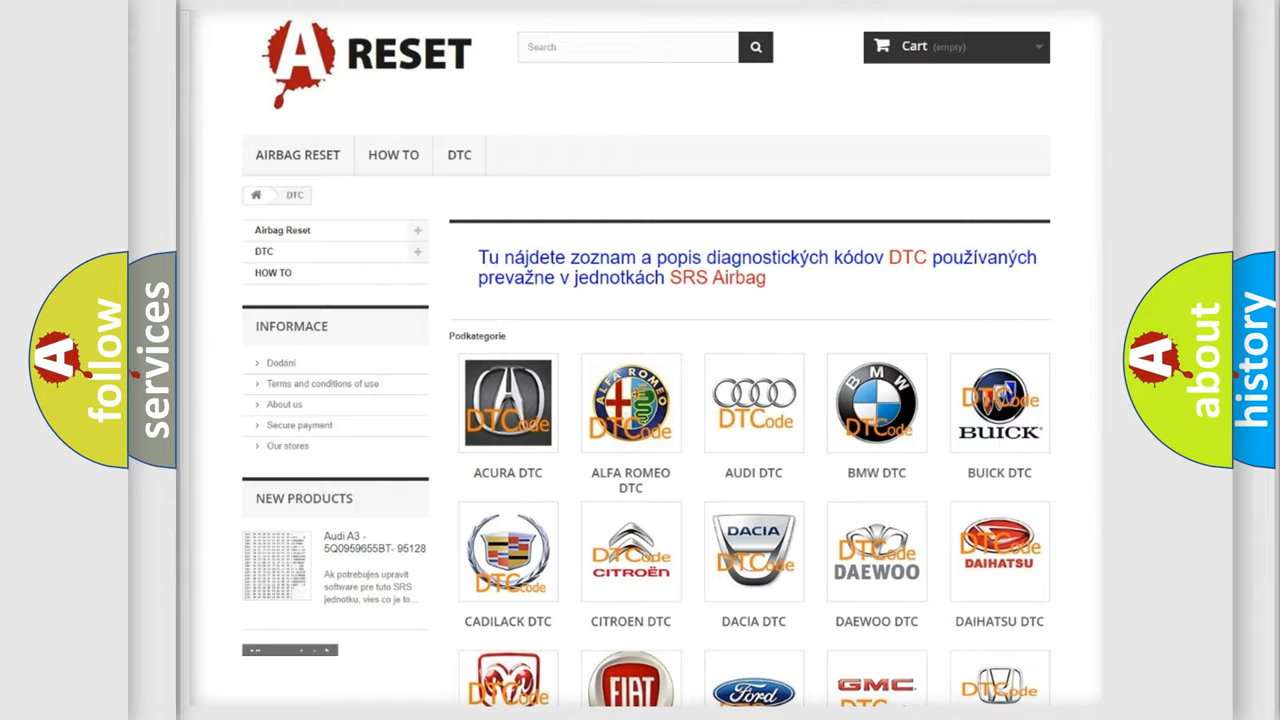 A RESET
Search
Cart (empty)
AIRBAG RESET
HOW TO
DTC
DTC
Airbag Reset
DTC
HOW TO
INFORMACE
Dodání
Terms and conditions of use
About us
Secure payment
Our stores
NEW PRODUCTS
Audi A3 -
5Q0959655BT- 95128
Ak potrebujes upravit
software pre tuto SRS
jednotku, vies co je to...
Tu nájdete zoznam a popis diagnostických kódov DTC používaných
prevažne v jednotkách SRS Airbag
Podkategorie
DTCode
ALFA ROMEO
DTCode
DTCode
BMW
DTCode
DTCode
BUICK
ACURA DTC
ALFA ROMEO
DTC
AUDI DTC
BMW DTC
BUICK DTC
DTCode
DTCode
CITROËN
DACIA
DTCode
DTCode
DAEWOO
DTCode
DAIHATSU
CADILACK DTC
CITROEN DTC
DACIA DTC
DAEWOO DTC
DAIHATSU DTC
DTCode
FIAT
Ford
GMC
DTCode
A follow
services
A about
history